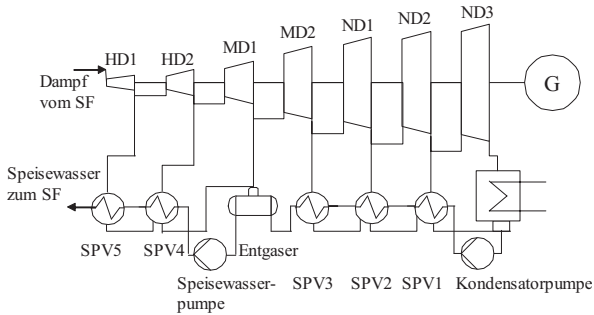 HD1
HD2
MD1
MD2
ND1
ND2
ND3
Dampf
vom SF
G
Speisewasser
zum SF
SPV5
SPV4
Speisewasser-
pumpe
Entgaser
SPV3
SPV2
SPV1
Kondensatorpumpe